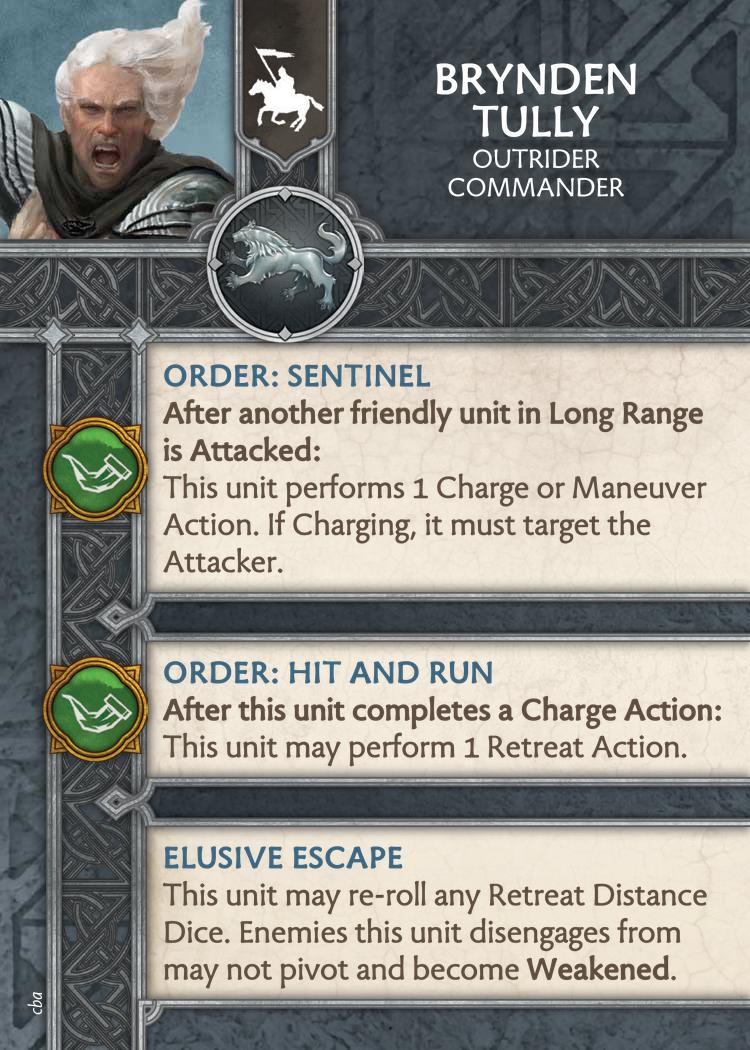 BRYNDEN
TULLY
OUTRIDER
COMMANDER
ORDER: SENTINEL
After another friendly unit in Long Range
is Attacked:
This unit performs 1 Charge or Maneuver
Action. If Charging, it must target the
Attacker.
ORDER: HIT AND RUN
After this unit completes a Charge Action:
This unit may perform 1 Retreat Action.
ELUSIVE ESCAPE
This unit may re-roll any Retreat Distance
Dice. Enemies this unit disengages from
may not pivot and become Weakened.
cba